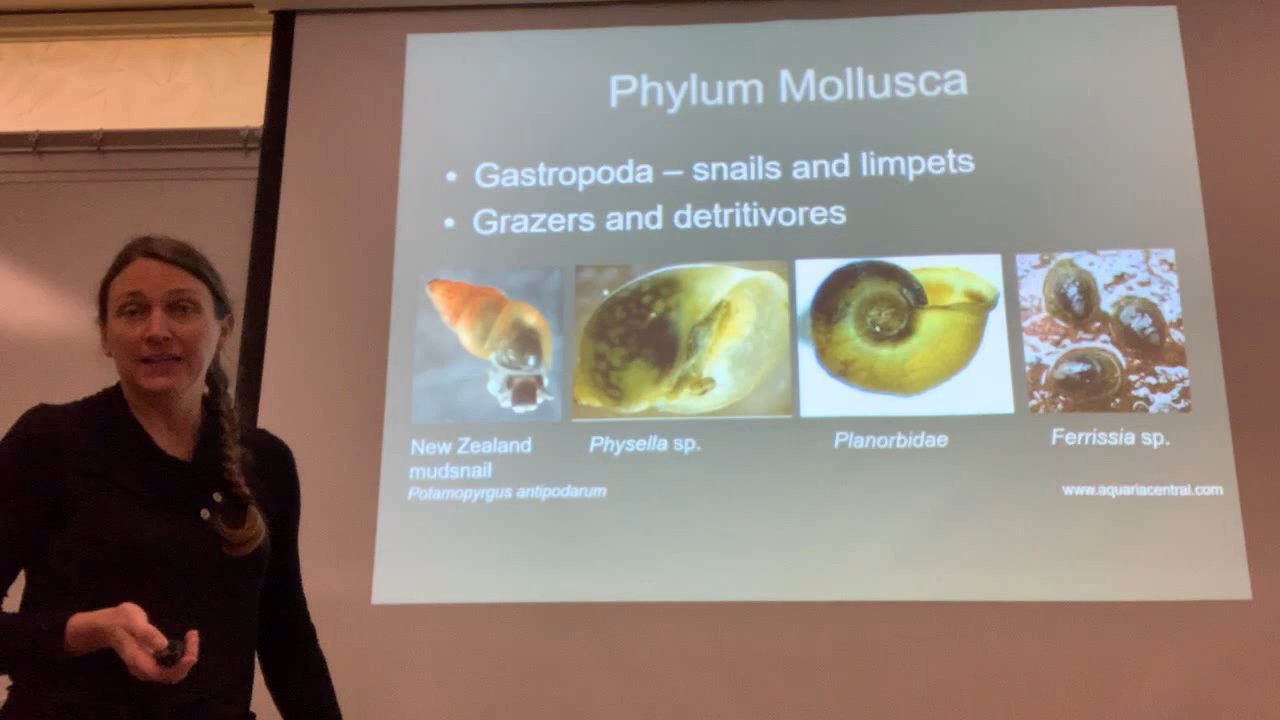 Phylum Mollusca
• Gastropoda – snails and limpets
• Grazers and detritivores
New Zealand
mudsnail
Potamopyrgus antipodarum
Physella sp.
Planorbidae
Ferrissia sp.
www.aquariacentral.com